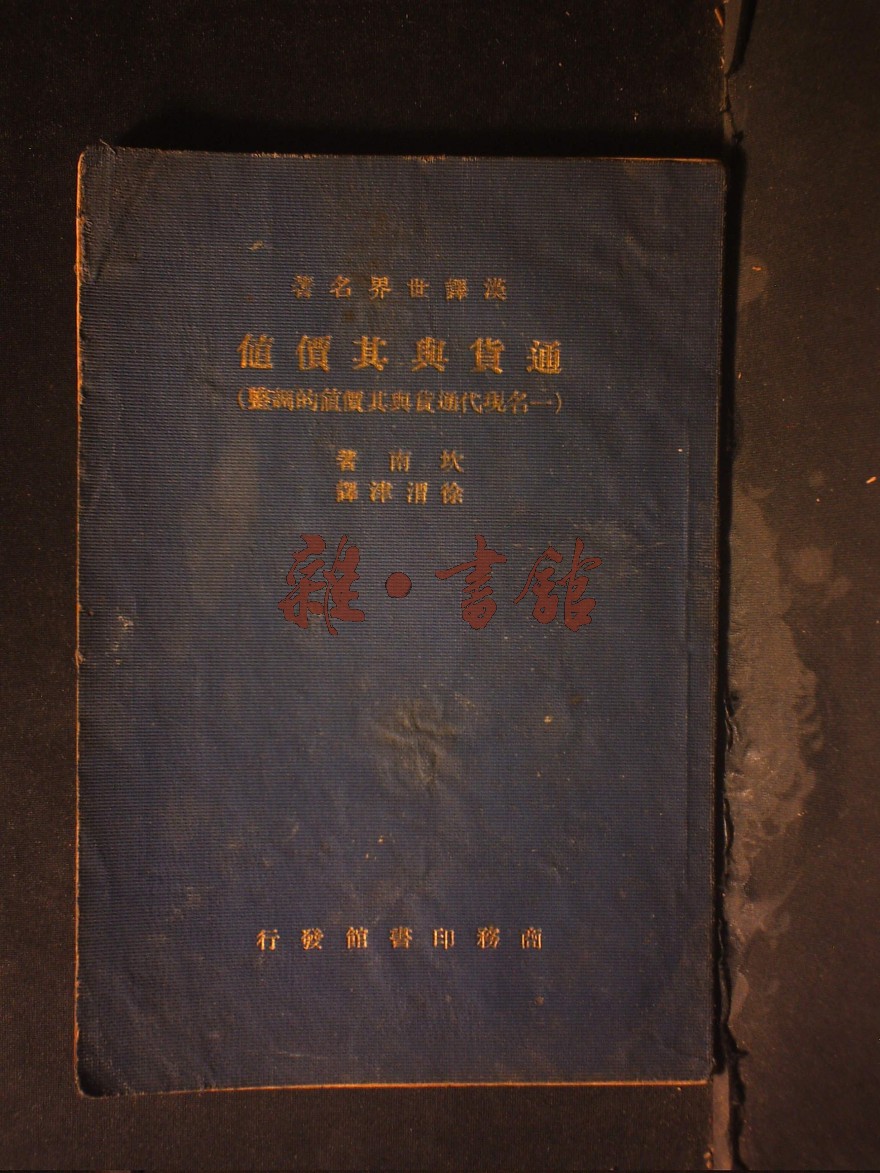 漢譯世界名著
通貨與其價値
(一名現代通貨與其價值的調整)
坎南著
徐渭津譯
雜·書館
商務印書館發行